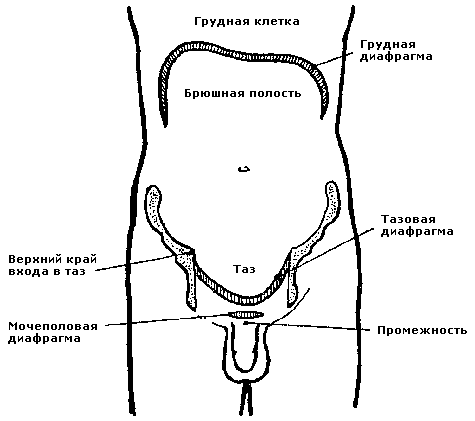 Грудная клетка
Грудная
диафрагма
Брюшная полость
Тазовая
диафрагма
Верхний край
входа в таз
Таз
Мочеполовая
диафрагма
Промежность